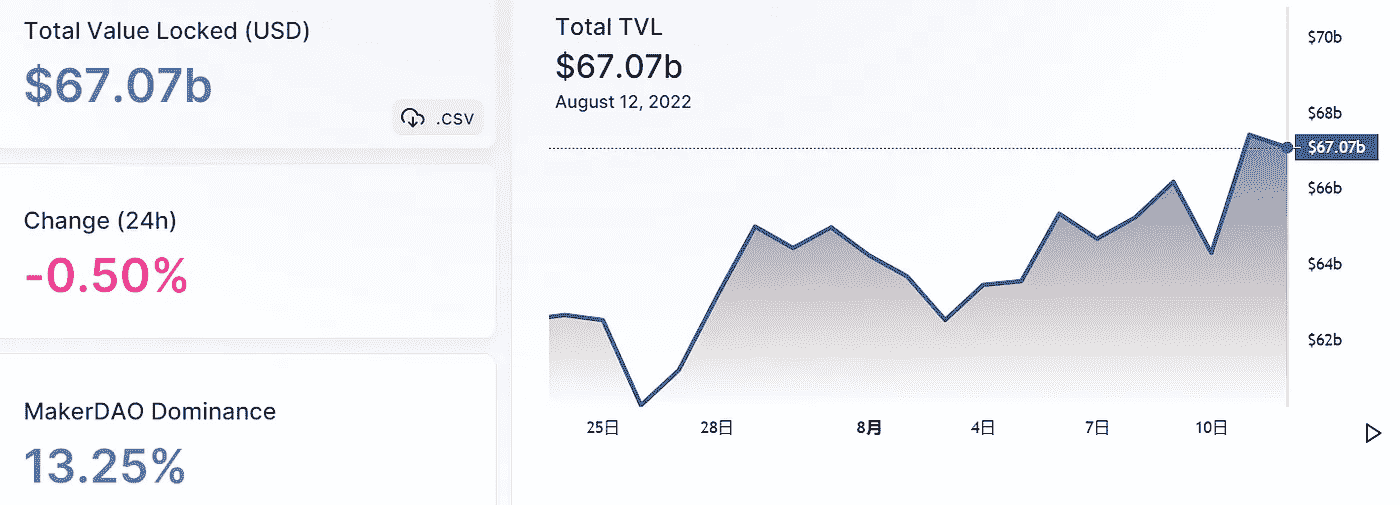 Total Value Locked (USD)
$67.07b
.csv
Change (24h)
-0.50%
MakerDAO Dominance
13.25%
Total TVL
$67.07b
August 12, 2022
$70b
$68b
$67.07b
$66b
$64b
$62b
25日 28日 8月 4日 7日 10日